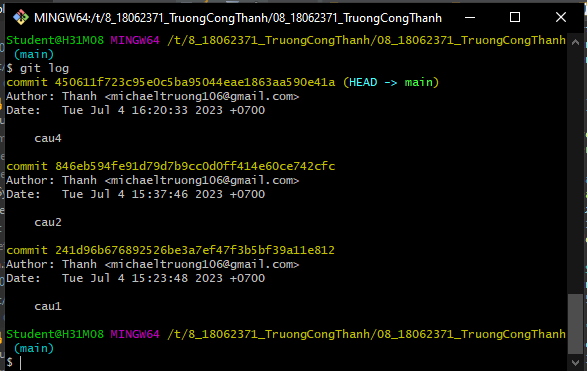 MINGW64:/t/8_18062371_TruongCongThanh/08_18062371_TruongCongThanh
Student@H31M08 MINGW64 /t/8_18062371_TruongCongThanh/08_18062371_TruongCongThanh
(main)
$ git log
commit 450611f723c95e0c5ba95044eae1863aa590e41a (HEAD -> main)
Author: Thanh <michaeltruong106@gmail.com>
Date:   Tue Jul 4 16:20:33 2023 +0700
cau4
commit 846eb594fe91d79d7b9cc0d0ff414e60ce742cfc
Author: Thanh <michaeltruong106@gmail.com>
Date:   Tue Jul 4 15:37:46 2023 +0700
cau2
commit 241d96b676892526be3a7ef47f3b5bf39a11e812
Author: Thanh <michaeltruong106@gmail.com>
Date:   Tue Jul 4 15:23:48 2023 +0700
cau1
Student@H31M08 MINGW64 /t/8_18062371_TruongCongThanh/08_18062371_TruongCongThanh
(main)
$